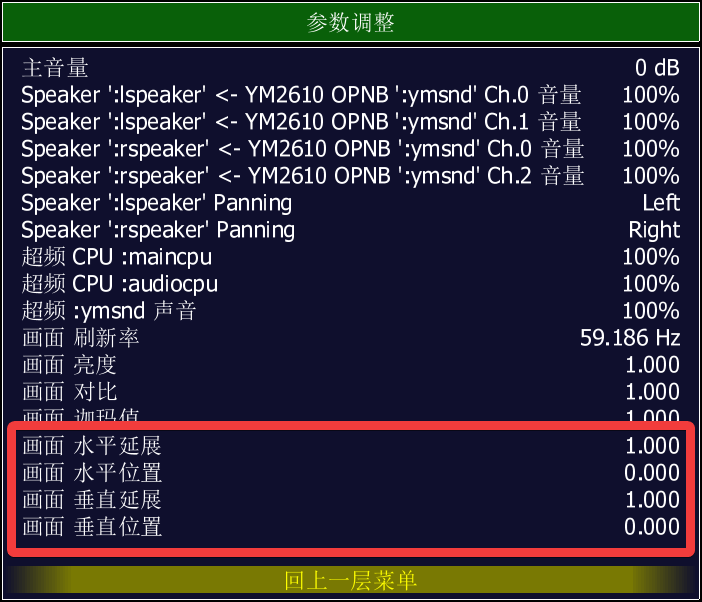 参数调整
主音量 0 dB
Speaker ':lspeaker' <- YM2610 OPNB ':ymsnd' Ch.0 音量 100%
Speaker ':lspeaker' <- YM2610 OPNB ':ymsnd' Ch.1 音量 100%
Speaker ':rspeaker' <- YM2610 OPNB ':ymsnd' Ch.0 音量 100%
Speaker ':rspeaker' <- YM2610 OPNB ':ymsnd' Ch.2 音量 100%
Speaker ':lspeaker' Panning Left
Speaker ':rspeaker' Panning Right
超频 CPU :maincpu 100%
超频 CPU :audiocpu 100%
超频 :ymsnd 声音 100%
画面 刷新率 59.186 Hz
画面 亮度 1.000
画面 对比 1.000
画面 迦玛值 1.000
画面 水平延展 1.000
画面 水平位置 0.000
画面 垂直延展 1.000
画面 垂直位置 0.000
回上一层菜单